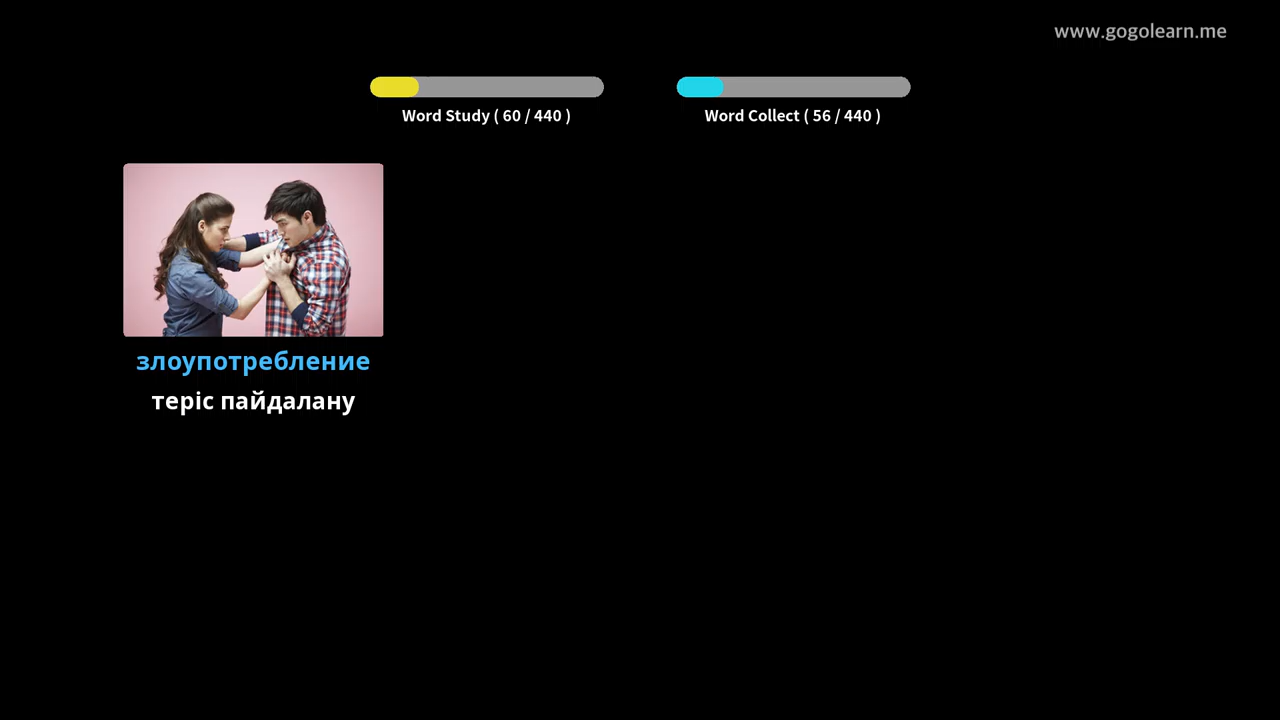 www.gogolearn.me
Word Study ( 60 / 440 )
Word Collect ( 56 / 440 )
злоупотребление
теріс пайдалану